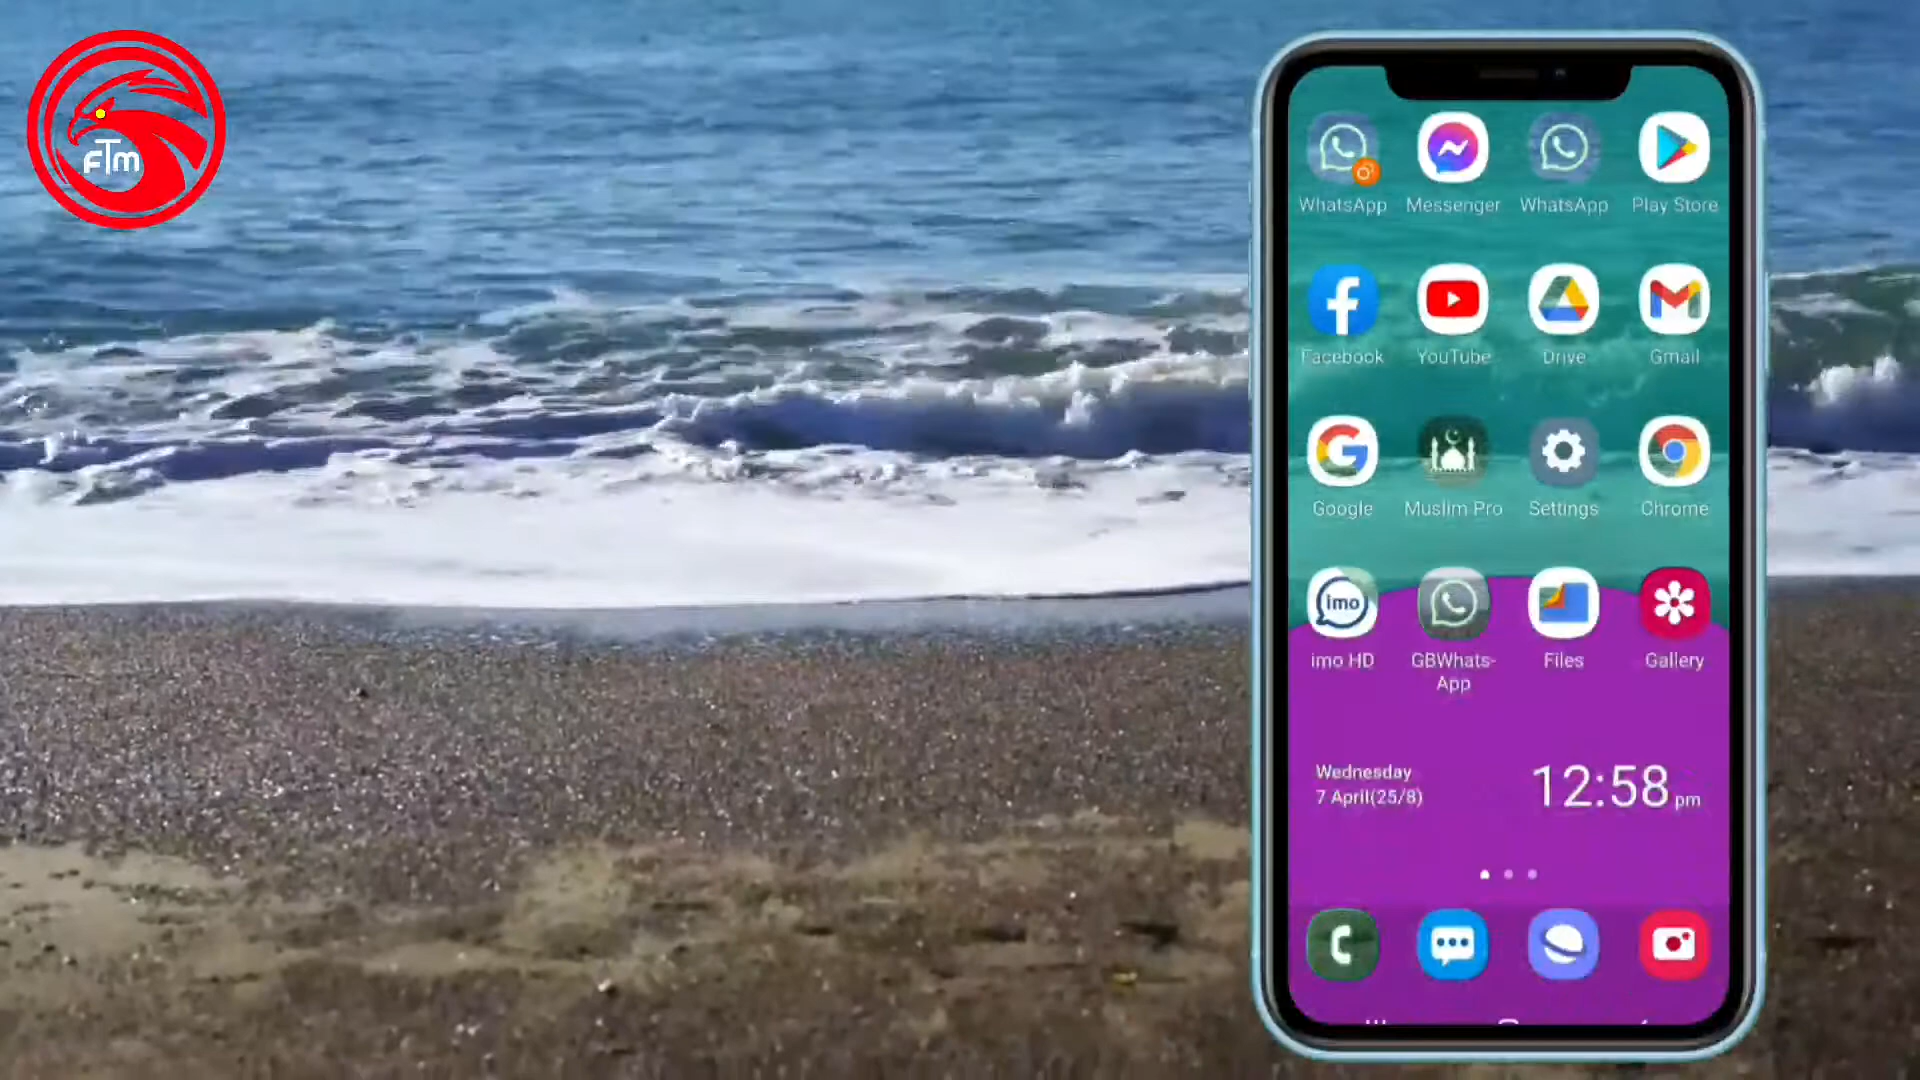 FTM
WhatsApp Messenger WhatsApp Play Store
Facebook YouTube Drive Gmail
Google Muslim Pro Settings Chrome
imo
imo HD GBWhats- Files Gallery
App
Wednesday
7 April(25/8)
12:58 pm